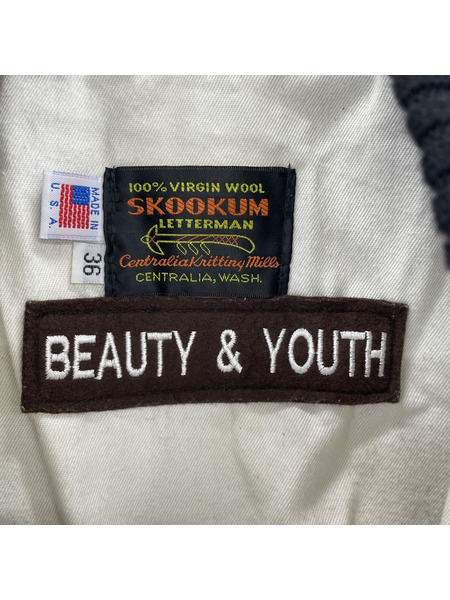 MADE IN
U.S.A.
36
100% VIRGIN WOOL
SKOOKUM
LETTERMAN
Centralia Knitting Mills
CENTRALIA, WASH.
BEAUTY & YOUTH